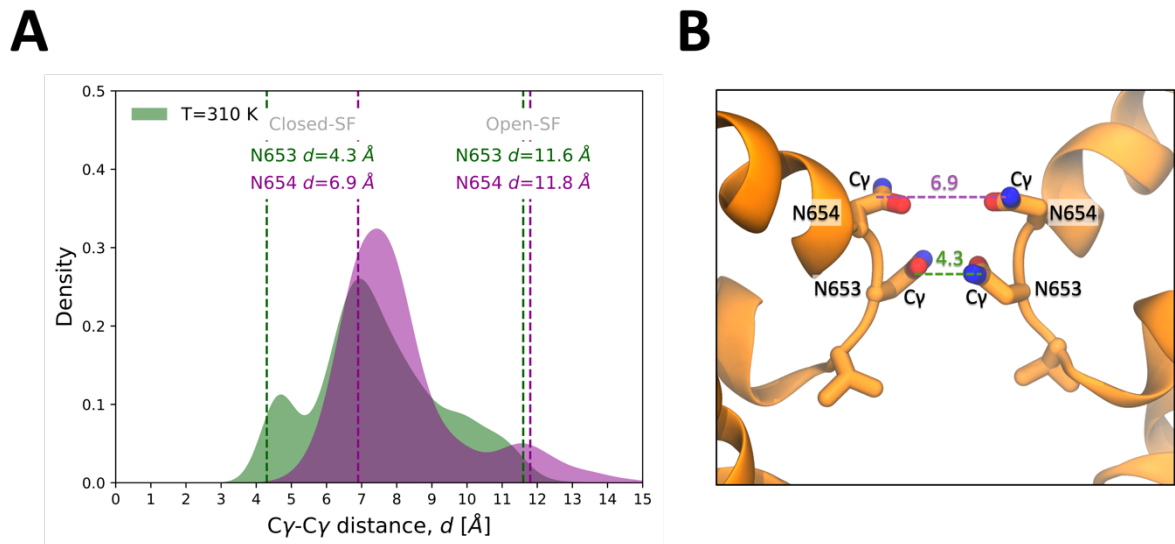 A
B
0.5
0.4
0.3
0.2
0.1
0.0
Density
T=310 K
Closed-SF
N653 d=4.3 Å
N654 d=6.9 Å
Open-SF
N653 d=11.6 Å
N654 d=11.8 Å
0 1 2 3 4 5 6 7 8 9 10 11 12 13 14 15
Cγ-Cγ distance, d [Å]
Cγ 6.9 Cγ
N654 N654
4.3
N653 Cγ Cγ N653